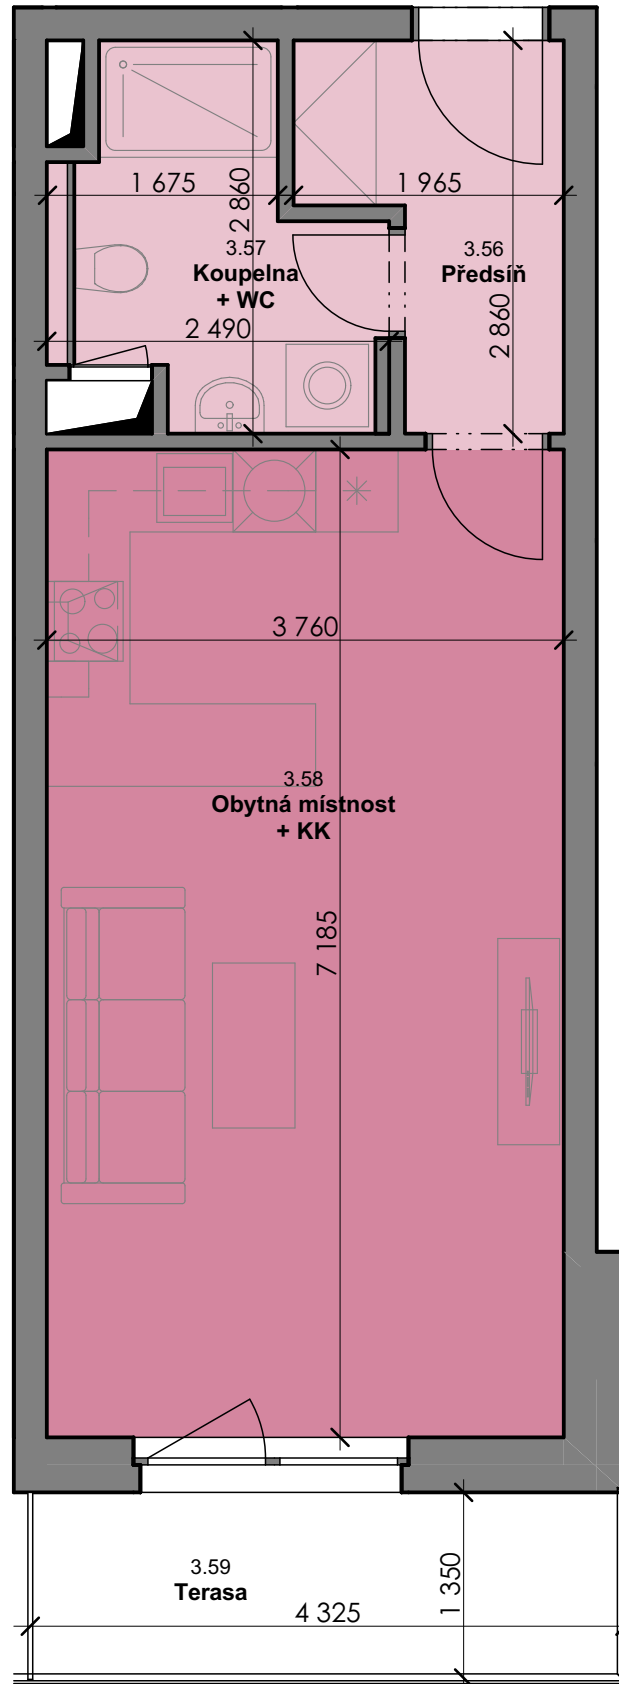 1 675
2 860
1 965
3.57
Koupelna
+ WC
3.56
Předsíň
2 860
2 490
3 760
3.58
Obytná místnost
+ KK
7 185
3.59
Terasa
4 325
1 350